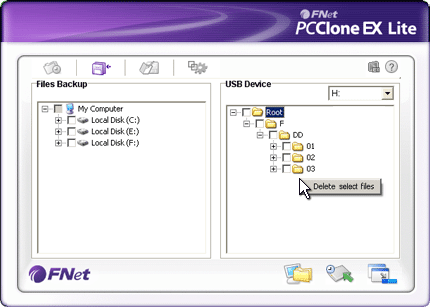 FNet
PCClone EX Lite
Files Backup
USB Device
H:
My Computer
Local Disk (C:)
Local Disk (E:)
Local Disk (F:)
Root
F
DD
01
02
03
Delete select files
FNet